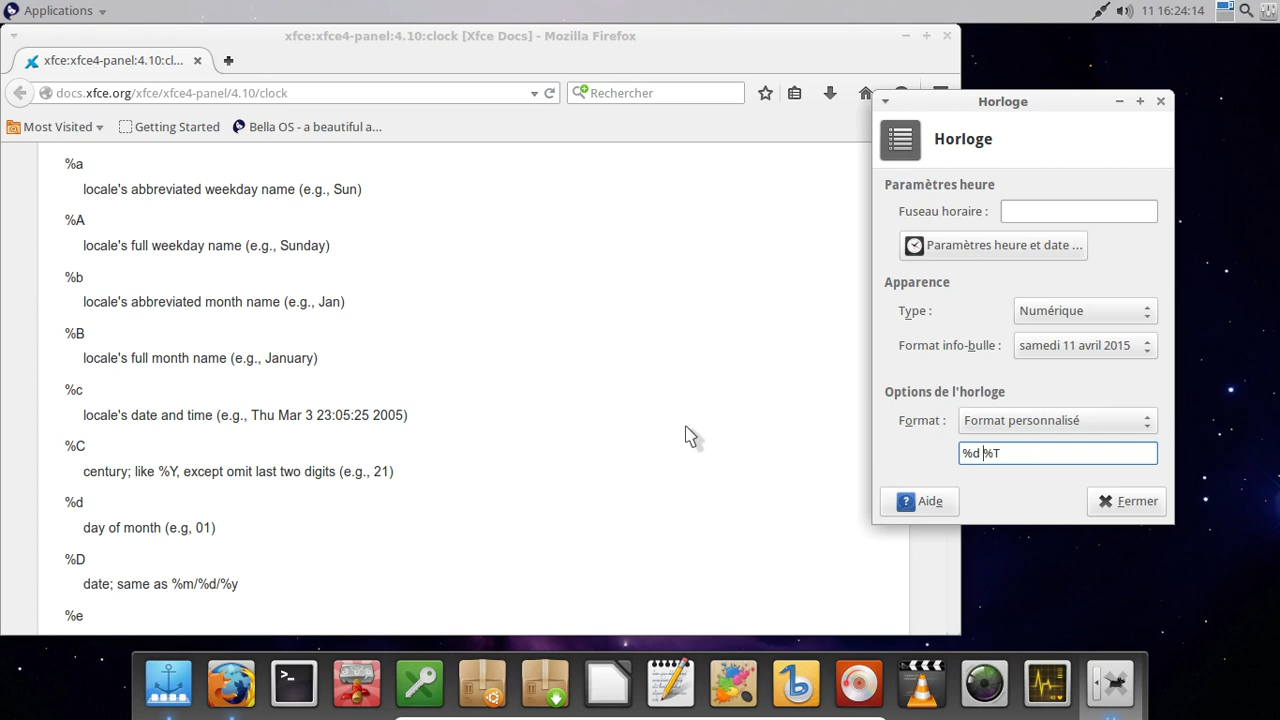 Applications
11 16:24:14
xfce:xfce4-panel:4.10:clock [Xfce Docs] - Mozilla Firefox
xfce:xfce4-panel:4.10:cl...
docs.xfce.org/xfce/xfce4-panel/4.10/clock
Rechercher
Most Visited
Getting Started
Bella OS - a beautiful a...
%a
locale's abbreviated weekday name (e.g., Sun)
%A
locale's full weekday name (e.g., Sunday)
%b
locale's abbreviated month name (e.g., Jan)
%B
locale's full month name (e.g., January)
%c
locale's date and time (e.g., Thu Mar 3 23:05:25 2005)
%C
century; like %Y, except omit last two digits (e.g., 21)
%d
day of month (e.g, 01)
%D
date; same as %m/%d/%y
%e
Horloge
Horloge
Paramètres heure
Fuseau horaire :
Paramètres heure et date ...
Apparence
Type : Numérique
Format info-bulle : samedi 11 avril 2015
Options de l'horloge
Format : Format personnalisé
%d %T
? Aide
Fermer
>_